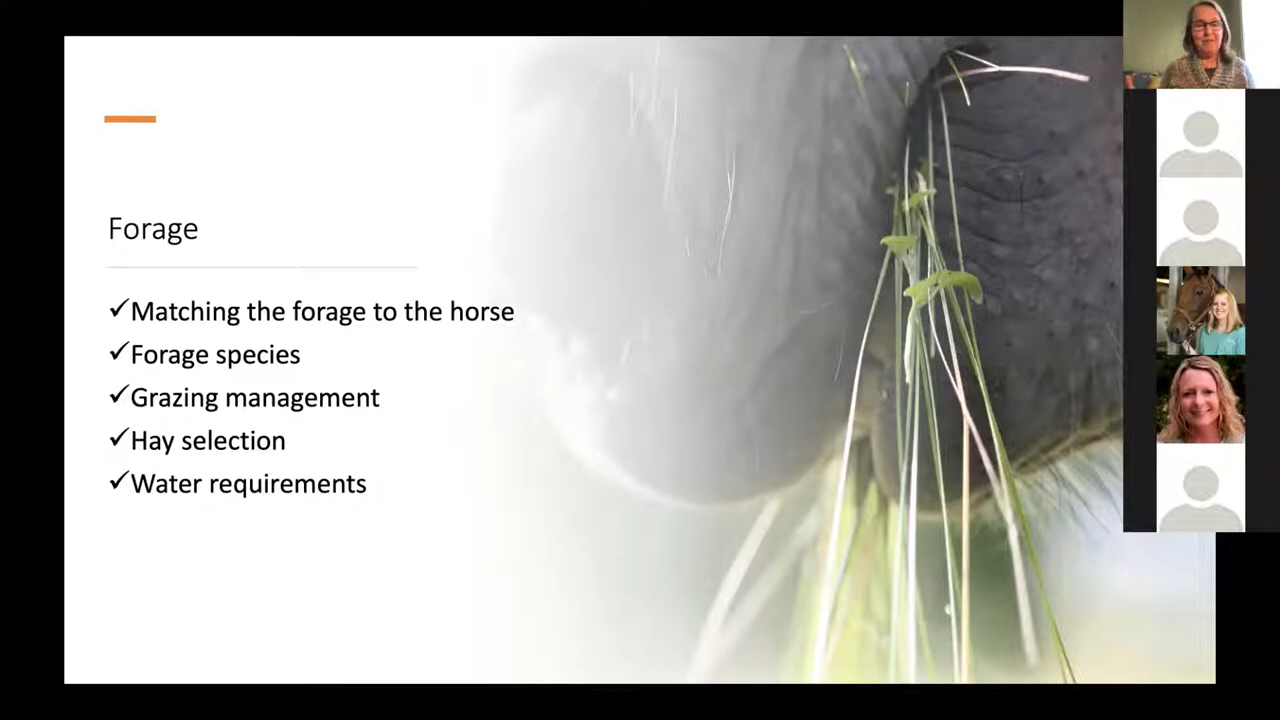 Forage
✓Matching the forage to the horse
✓Forage species
✓Grazing management
✓Hay selection
✓Water requirements